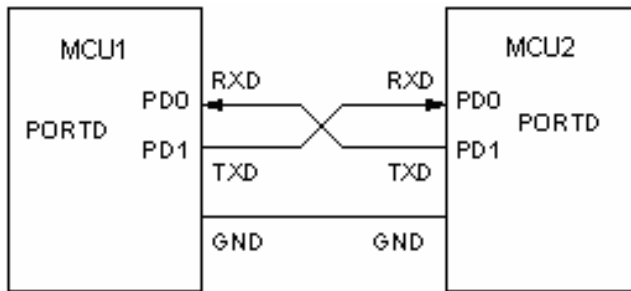 MCU1
MCU2
RXD
RXD
PD0
PD0
PORTD
PORTD
PD1
PD1
TXD
TXD
GND
GND